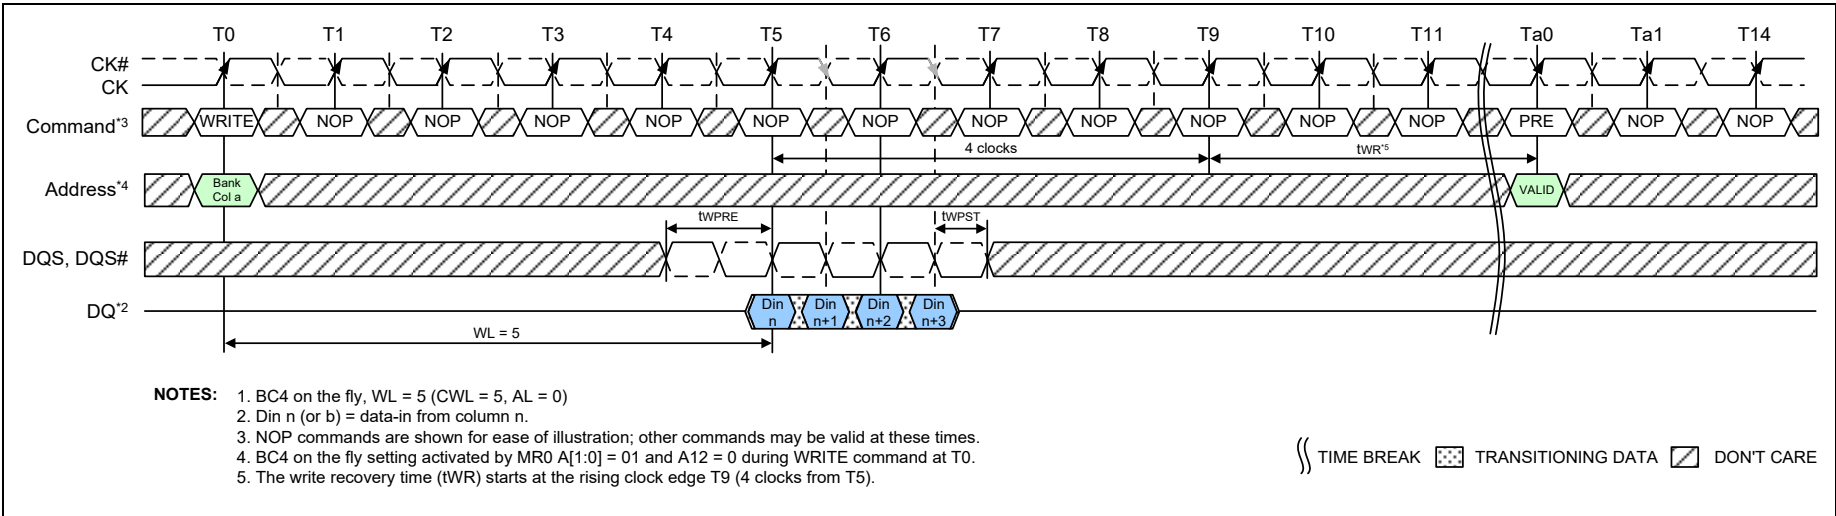 T0 T1 T2 T3 T4 T5 T6 T7 T8 T9 T10 T11 Ta0 Ta1 T14
CK#
CK
Command*3 WRITE NOP NOP NOP NOP NOP NOP NOP NOP NOP NOP NOP PRE NOP NOP
4 clocks tWR*5
Address*4 Bank Col a VALID
tWPRE tWPST
DQS, DQS#
DQ*2 Din n Din n+1 Din n+2 Din n+3
WL = 5
NOTES: 1. BC4 on the fly, WL = 5 (CWL = 5, AL = 0)
2. Din n (or b) = data-in from column n.
3. NOP commands are shown for ease of illustration; other commands may be valid at these times.
4. BC4 on the fly setting activated by MR0 A[1:0] = 01 and A12 = 0 during WRITE command at T0.
5. The write recovery time (tWR) starts at the rising clock edge T9 (4 clocks from T5).
TIME BREAK TRANSITIONING DATA DON'T CARE